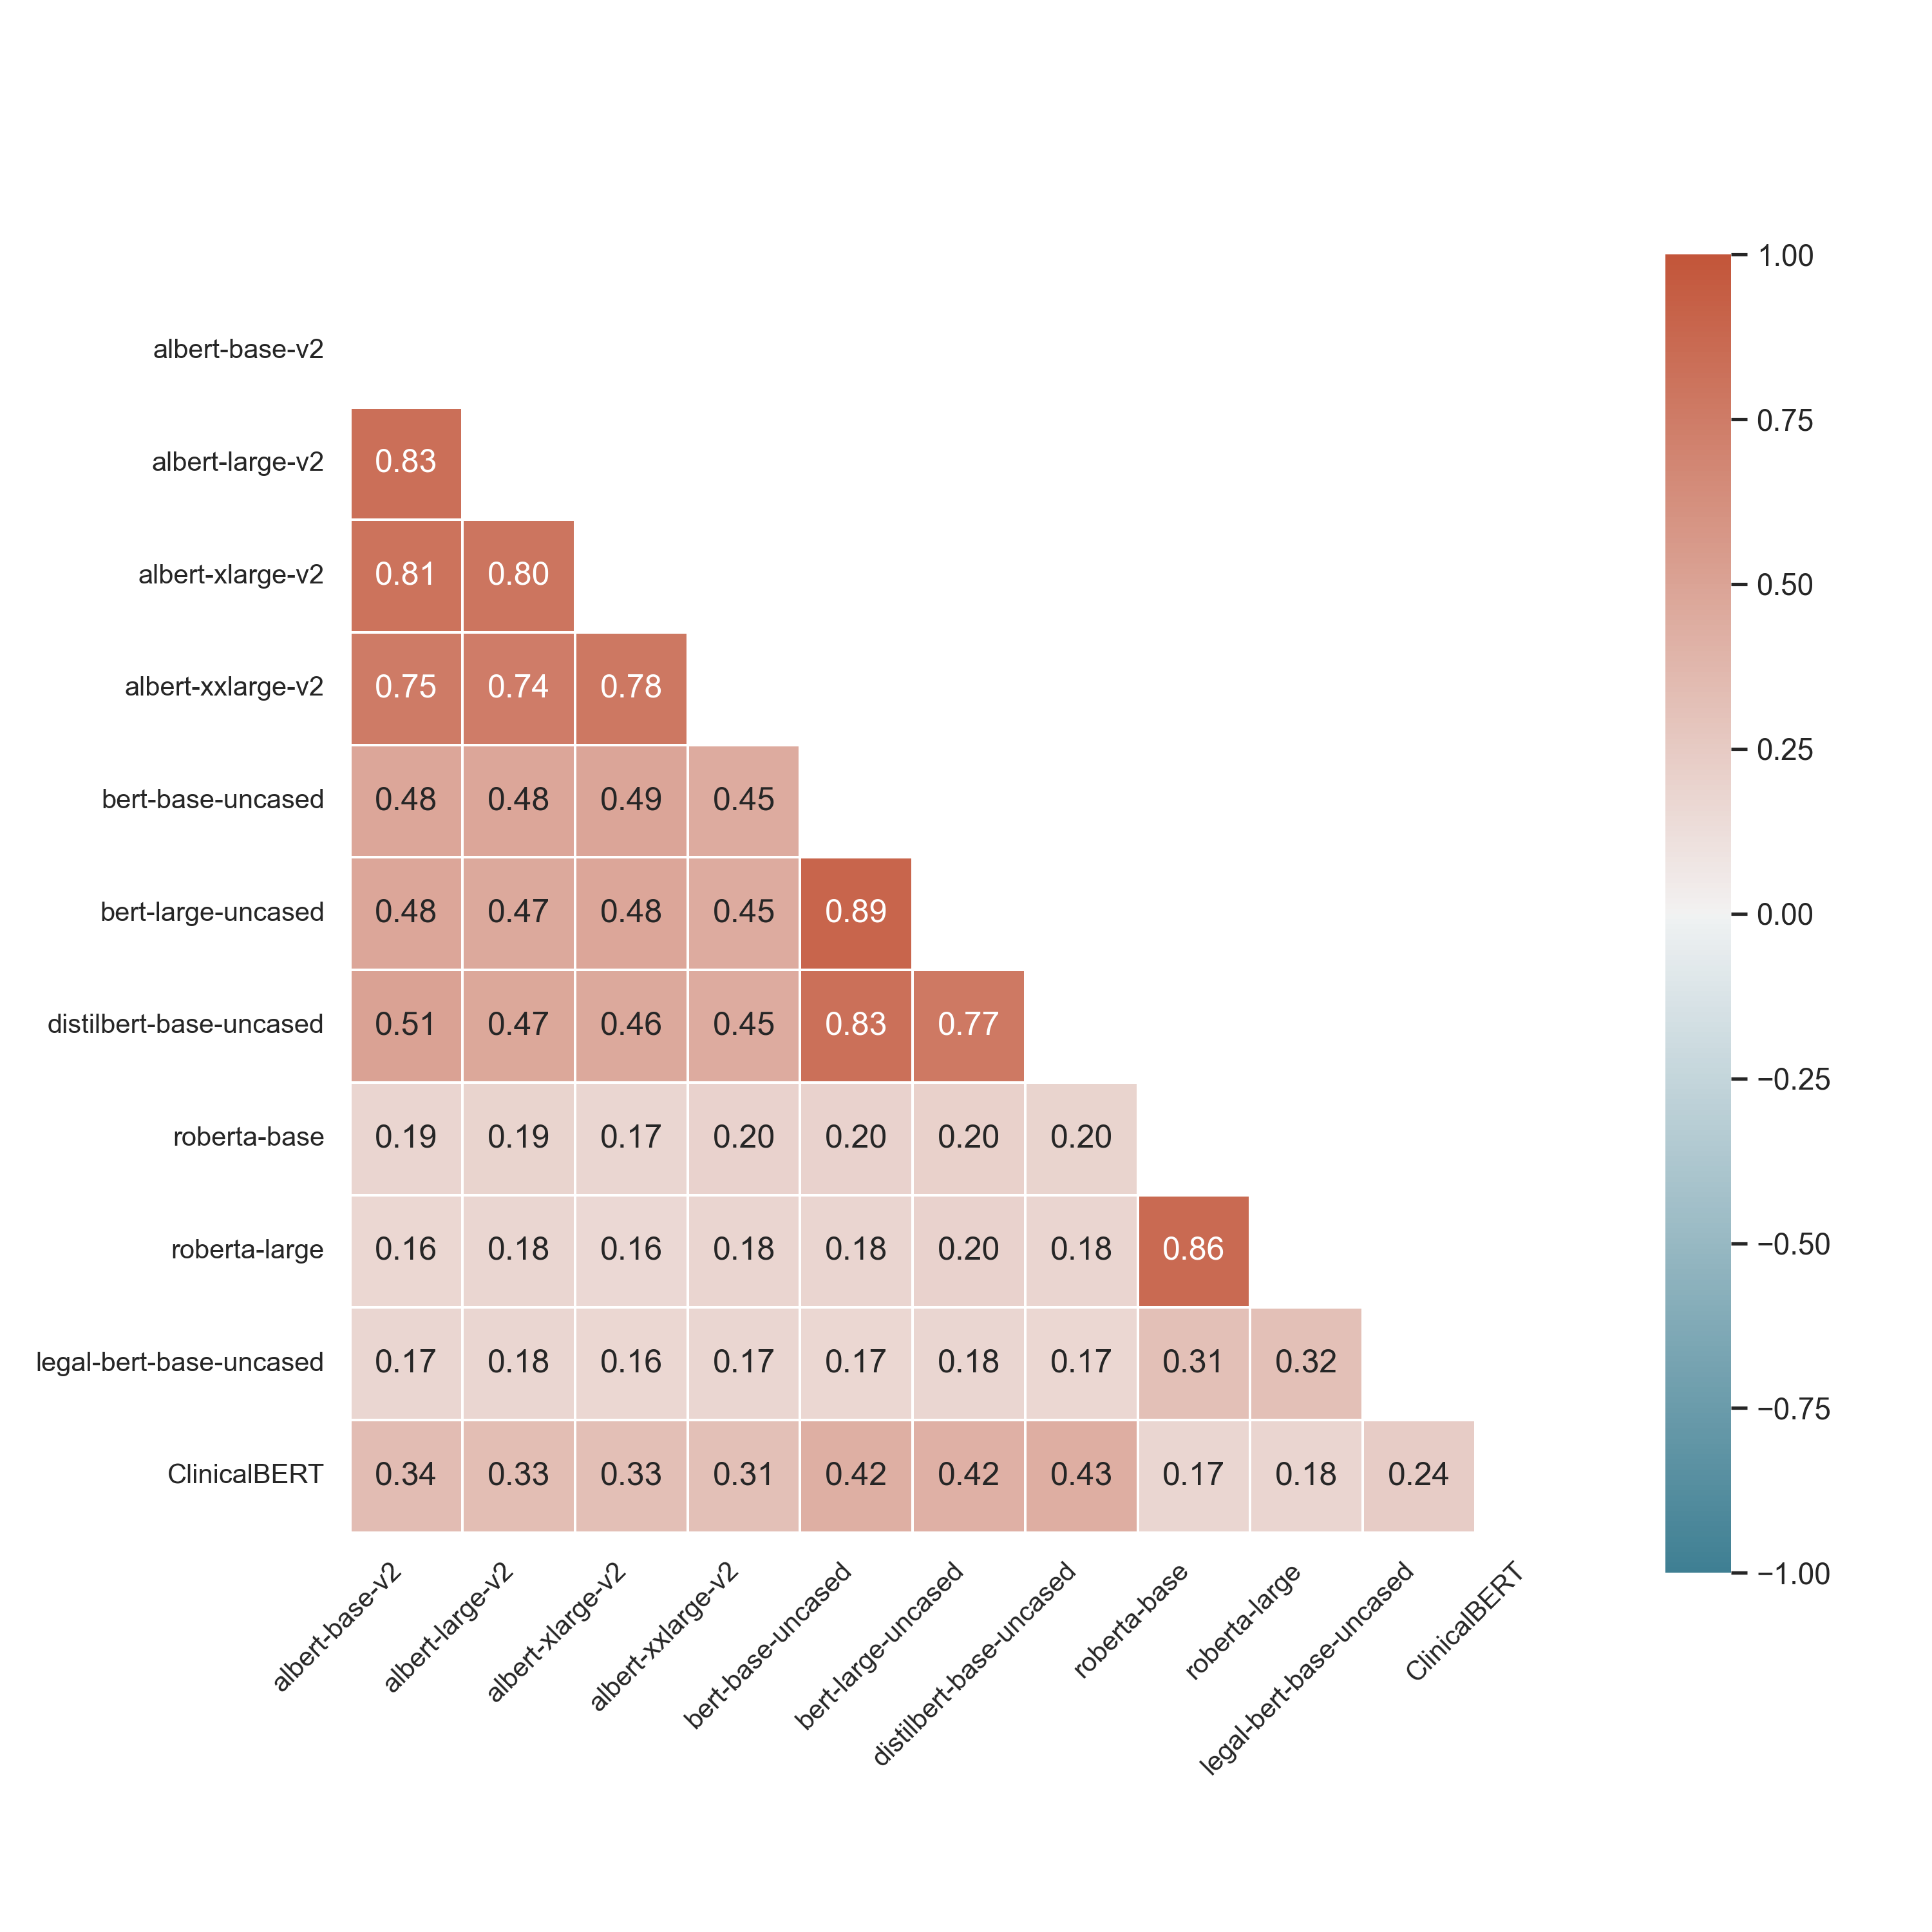 albert-base-v2
albert-large-v2 0.83
albert-xlarge-v2 0.81 0.80
albert-xxlarge-v2 0.75 0.74 0.78
bert-base-uncased 0.48 0.48 0.49 0.45
bert-large-uncased 0.48 0.47 0.48 0.45 0.89
distilbert-base-uncased 0.51 0.47 0.46 0.45 0.83 0.77
roberta-base 0.19 0.19 0.17 0.20 0.20 0.20 0.20
roberta-large 0.16 0.18 0.16 0.18 0.18 0.20 0.18 0.86
legal-bert-base-uncased 0.17 0.18 0.16 0.17 0.17 0.18 0.17 0.31 0.32
ClinicalBERT 0.34 0.33 0.33 0.31 0.42 0.42 0.43 0.17 0.18 0.24
albert-base-v2
albert-large-v2
albert-xlarge-v2
albert-xxlarge-v2
bert-base-uncased
bert-large-uncased
distilbert-base-uncased
roberta-base
roberta-large
legal-bert-base-uncased
ClinicalBERT
1.00
0.75
0.50
0.25
0.00
−0.25
−0.50
−0.75
−1.00